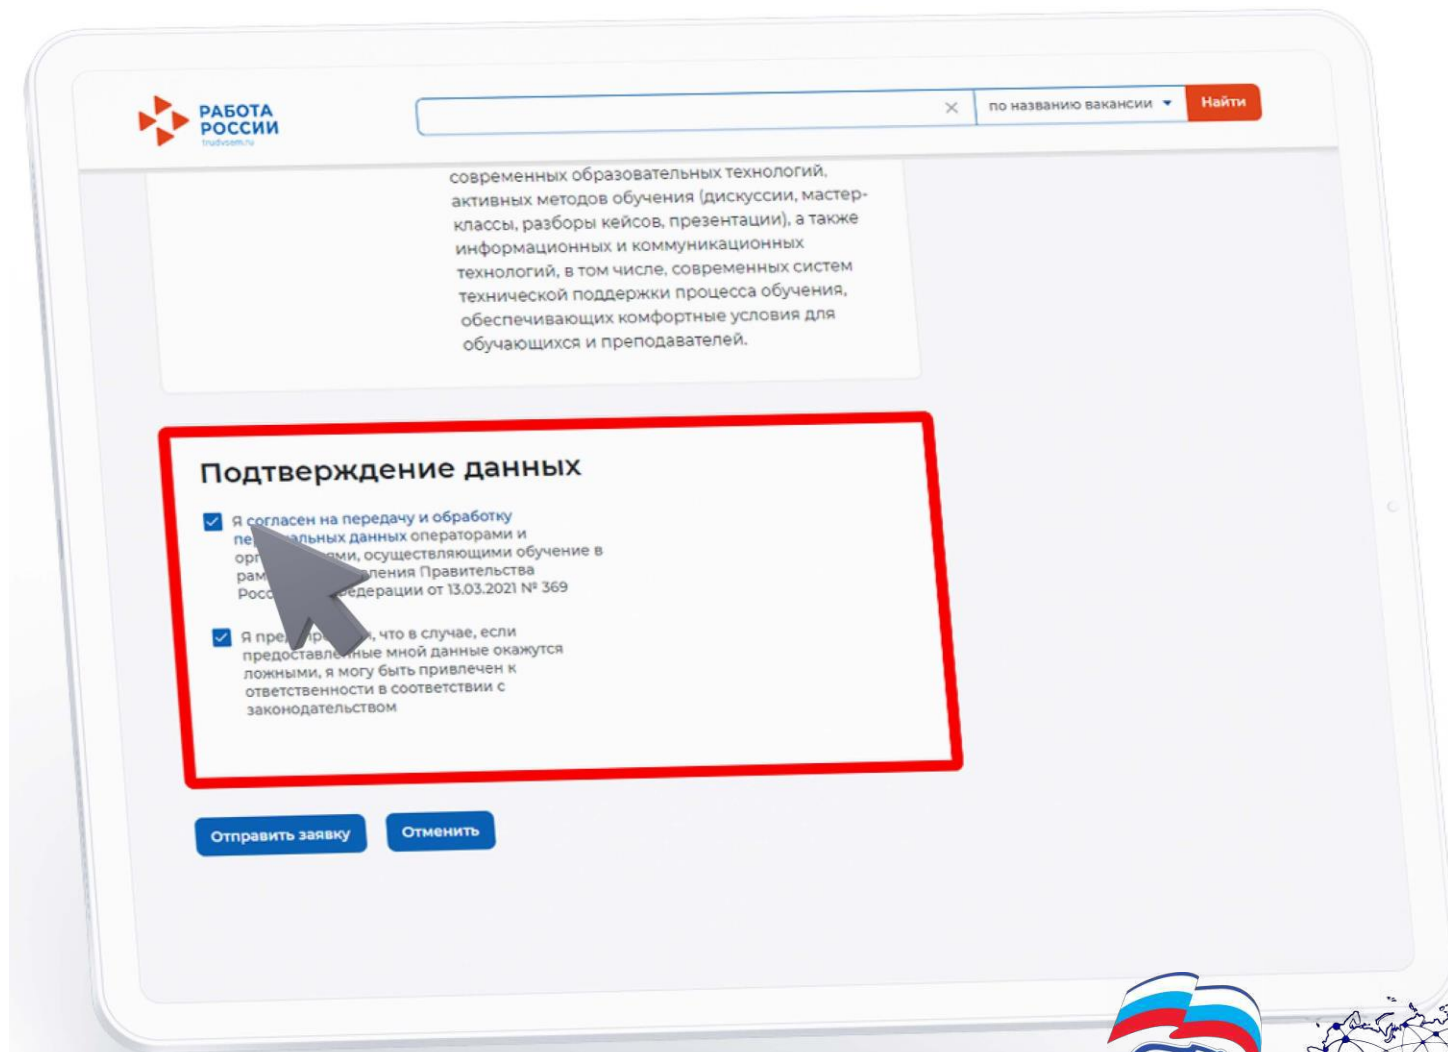 РАБОТА
РОССИИ
trudvsem.ru
по названию вакансии
Найти
современных образовательных технологий,
активных методов обучения (дискуссии, мастер-
классы, разборы кейсов, презентации), а также
информационных и коммуникационных
технологий, в том числе, современных систем
технической поддержки процесса обучения,
обеспечивающих комфортные условия для
обучающихся и преподавателей.
Подтверждение данных
Я согласен на передачу и обработку
данных операторами и
осуществляющими обучение в
Правительства
от 13.03.2021 № 369
Я что в случае, если
предоставленные мной данные окажутся
ложными, я могу быть привлечен к
ответственности в соответствии с
законодательством
Отправить заявку
Отменить